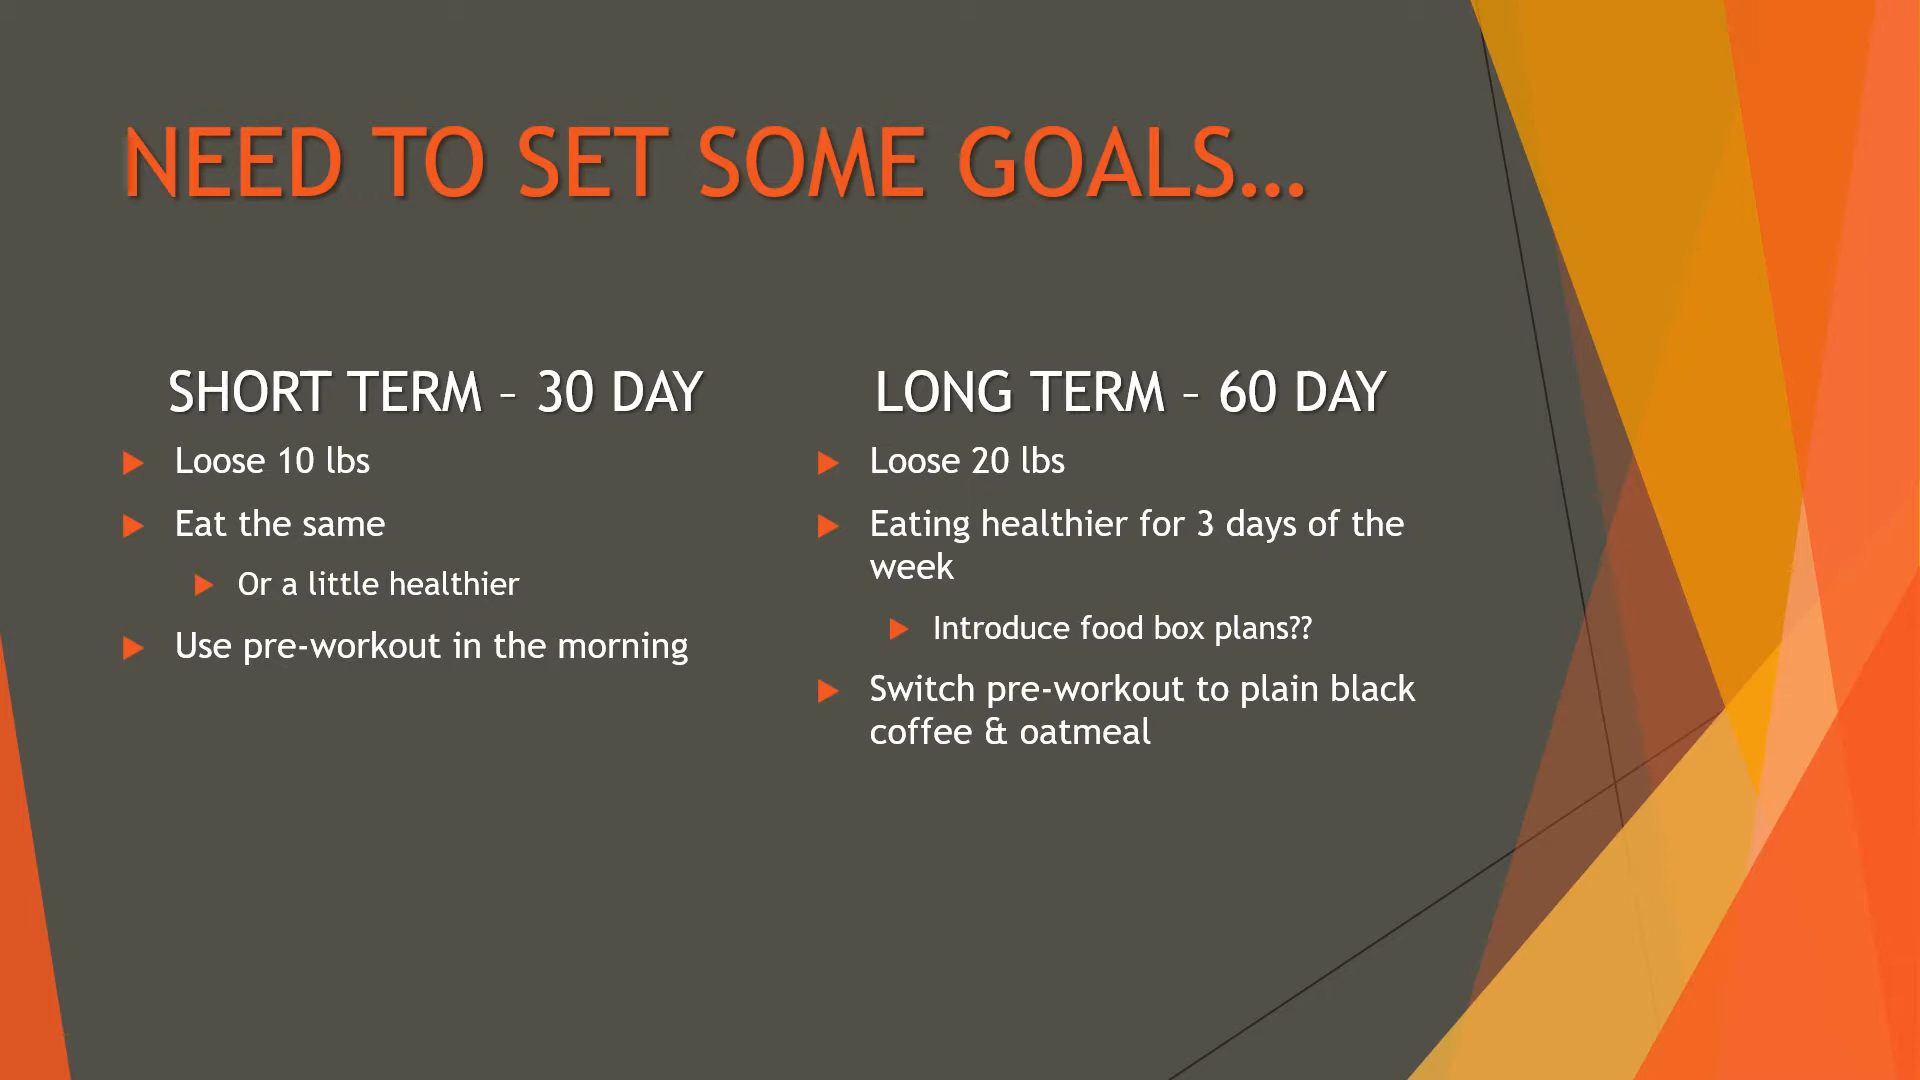 NEED TO SET SOME GOALS…
SHORT TERM – 30 DAY
Loose 10 lbs
Eat the same
Or a little healthier
Use pre-workout in the morning
LONG TERM – 60 DAY
Loose 20 lbs
Eating healthier for 3 days of the
week
Introduce food box plans??
Switch pre-workout to plain black
coffee & oatmeal